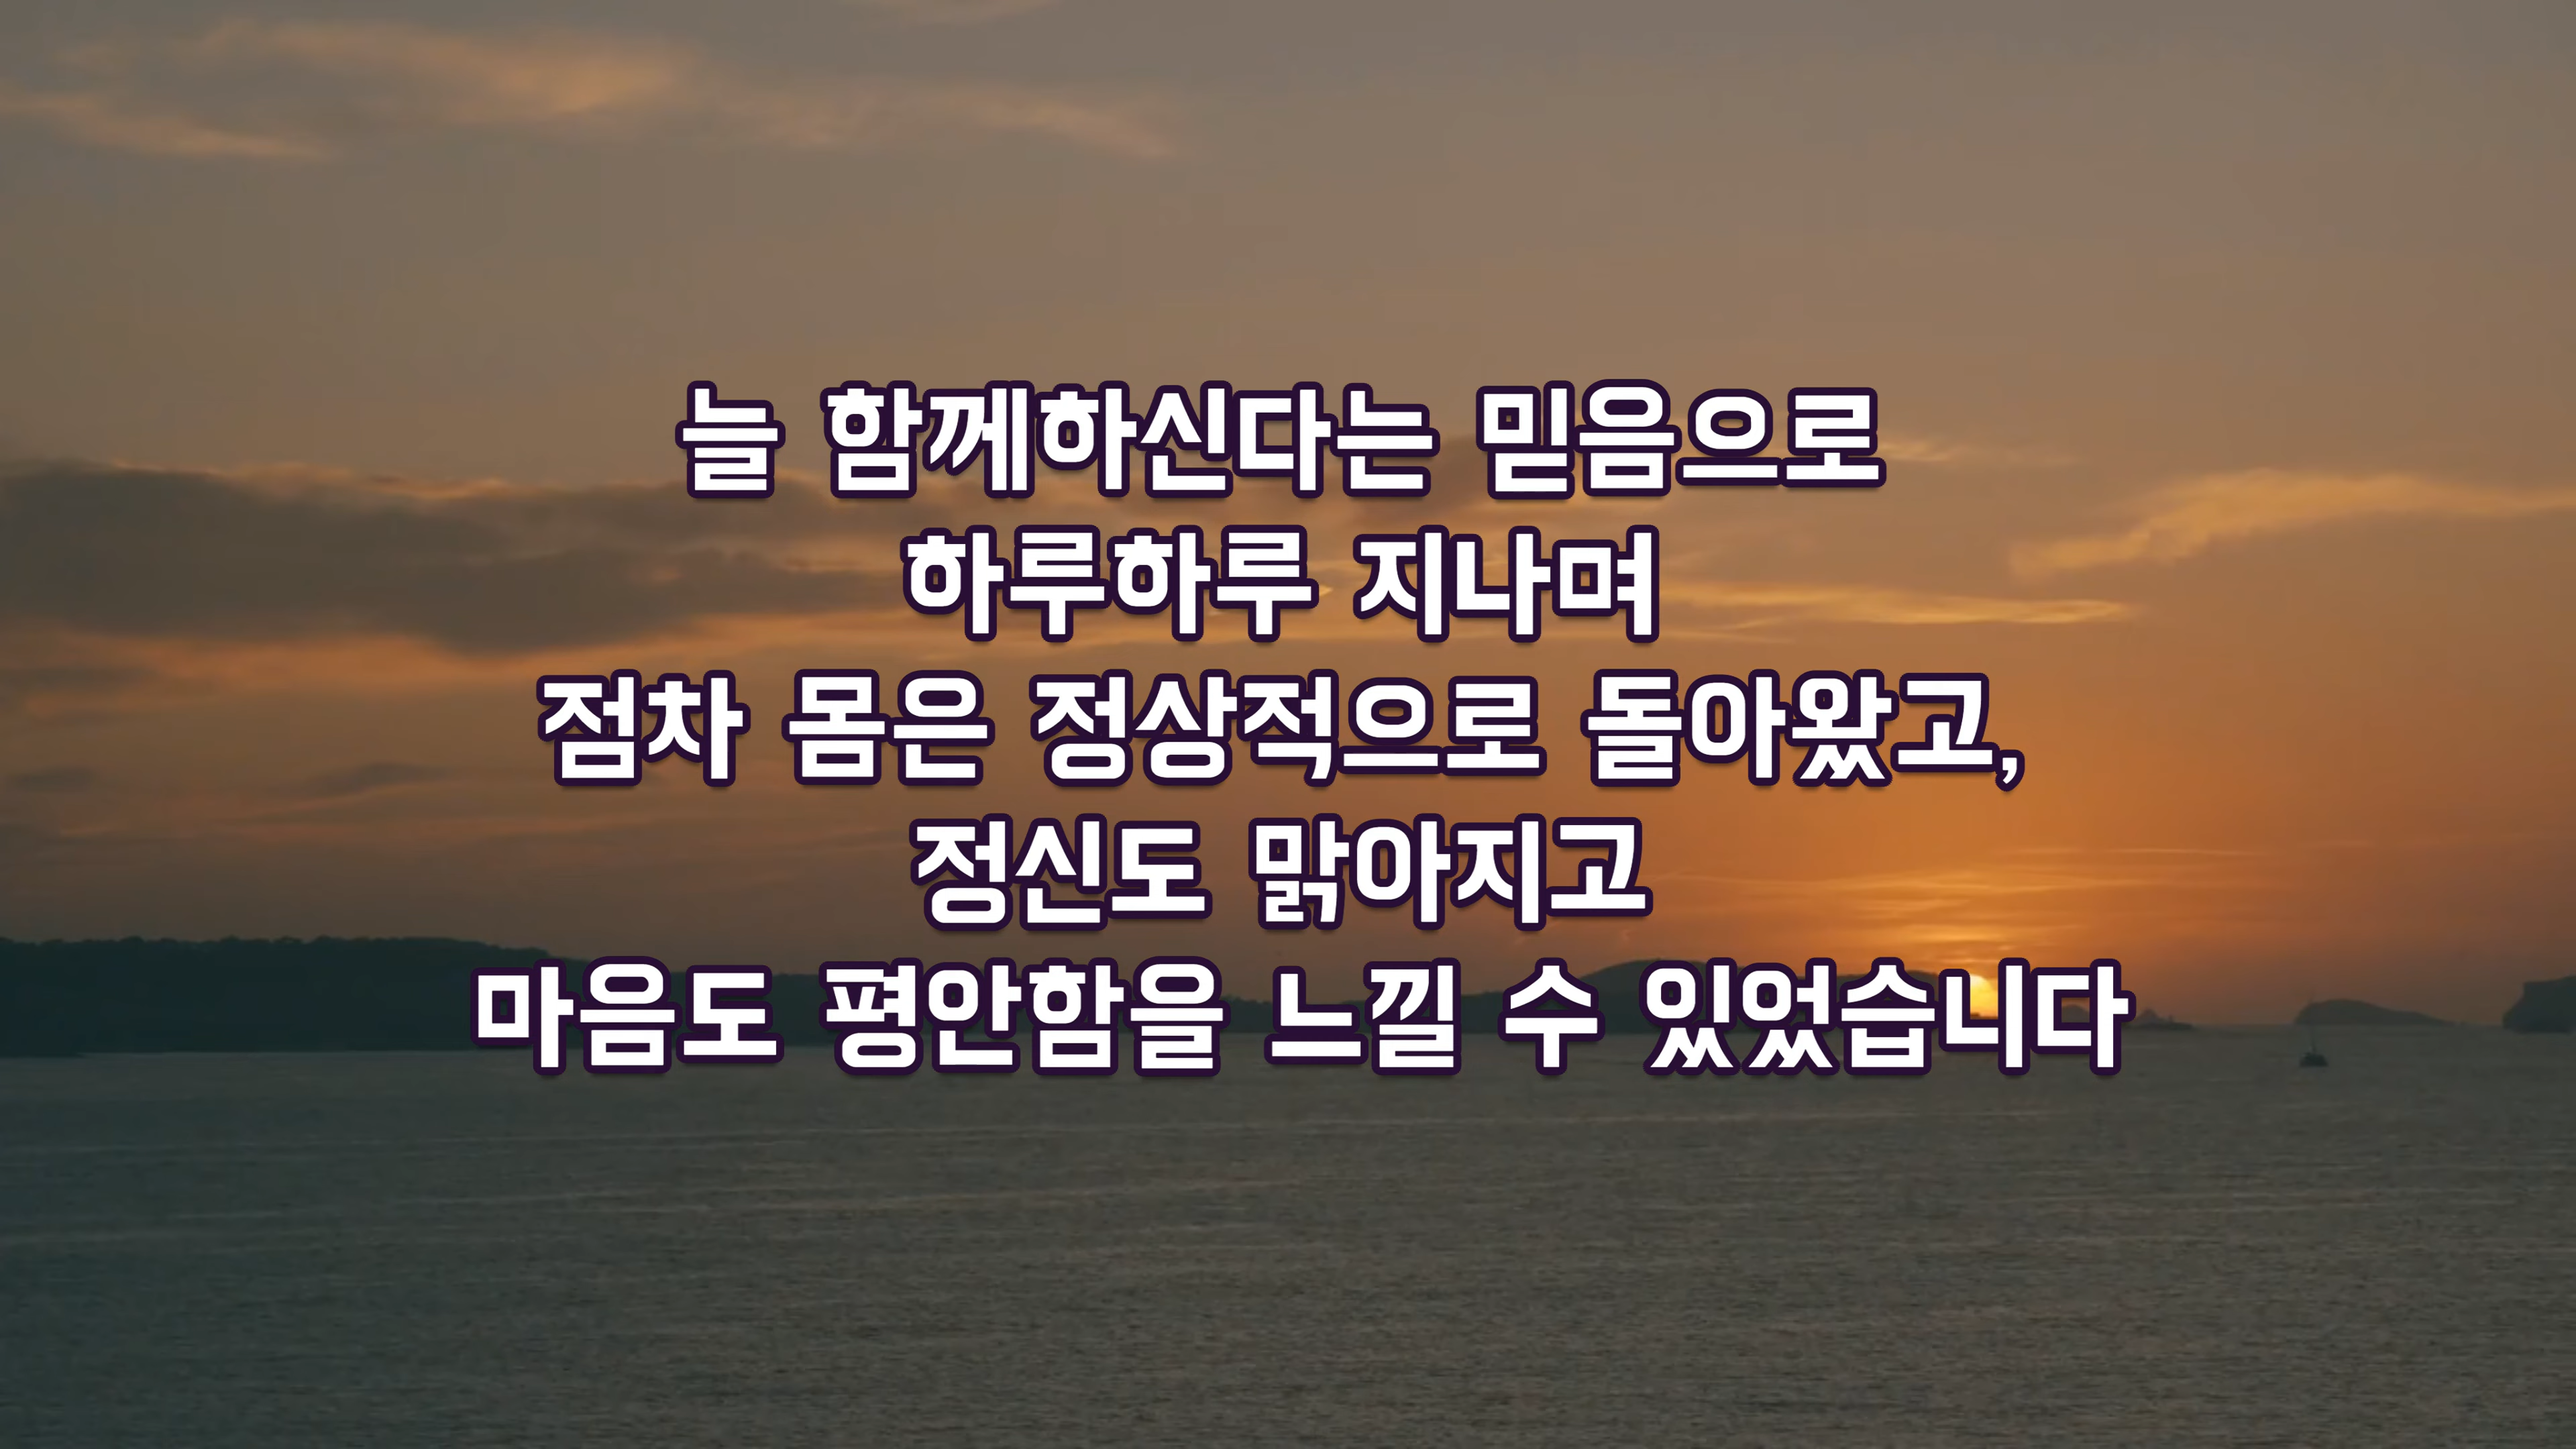 늘 함께하신다는 믿음으로
하루하루 지나며
점차 몸은 정상적으로 돌아왔고,
정신도 맑아지고
마음도 평안함을 느낄 수 있었습니다